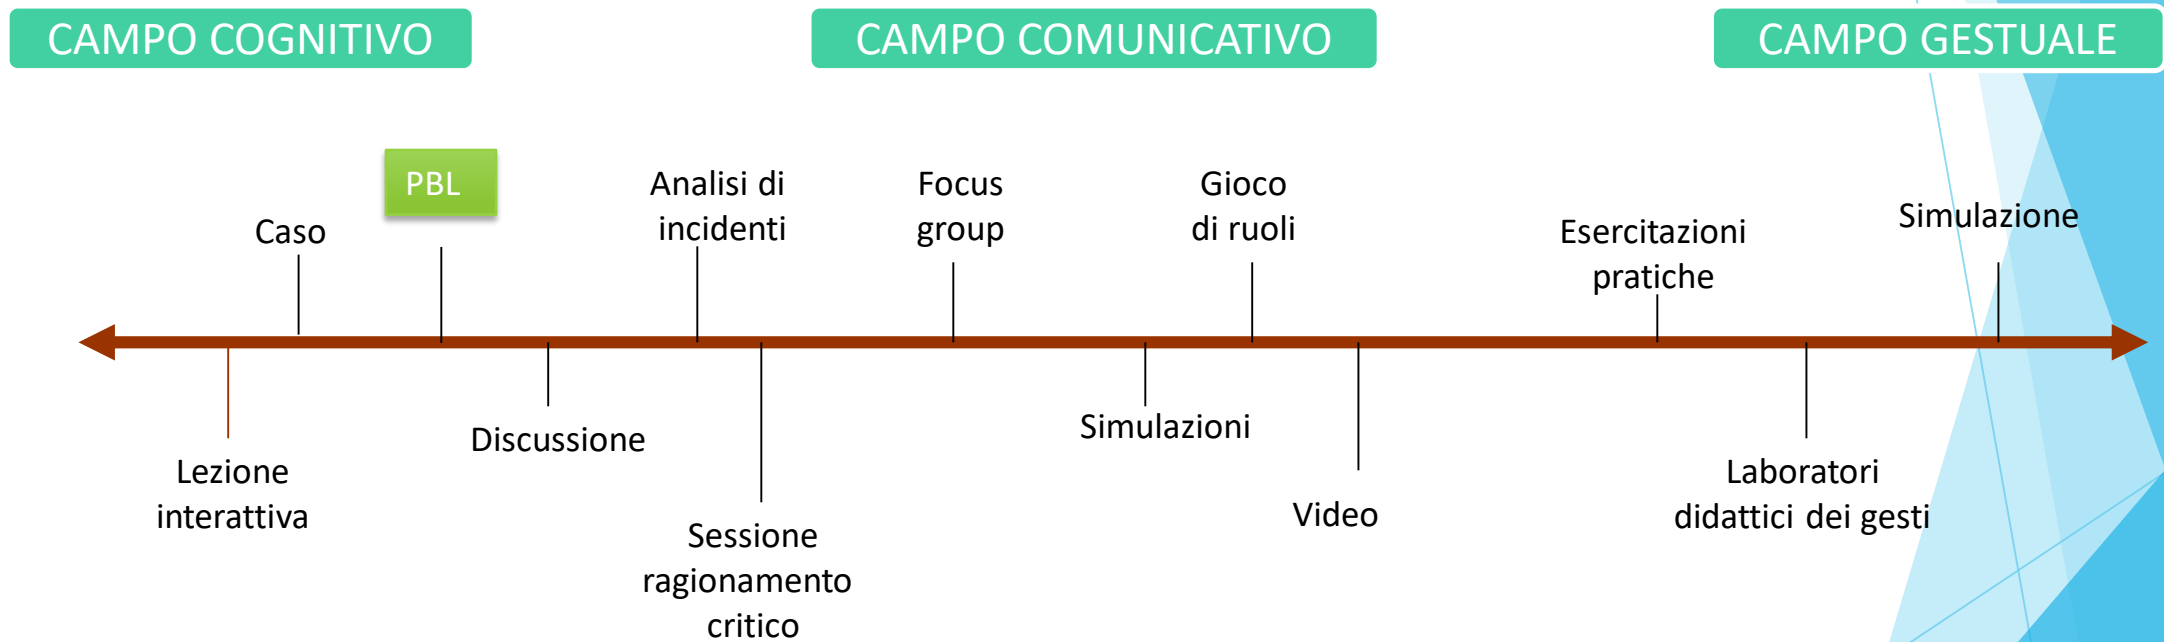 CAMPO COGNITIVO
CAMPO COMUNICATIVO
CAMPO GESTUALE
Caso
PBL
Analisi di
incidenti
Focus
group
Gioco
di ruoli
Esercitazioni
pratiche
Simulazione
Lezione
interattiva
Discussione
Sessione
ragionamento
critico
Simulazioni
Video
Laboratori
didattici dei gesti